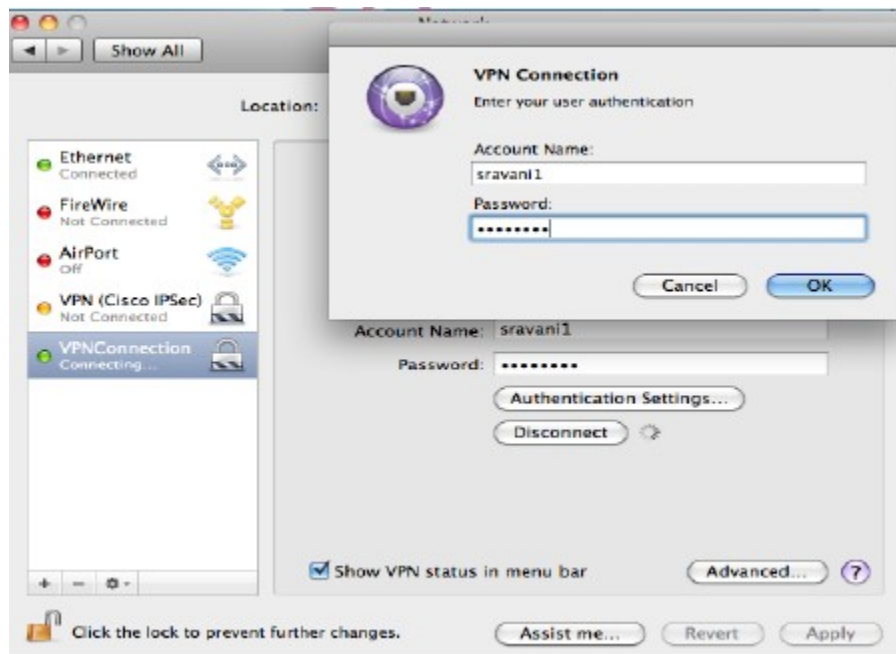 Show All
Location:
VPN Connection
Enter your user authentication
Account Name:
sravani1
Password:
••••••••
Cancel
OK
Ethernet
Connected
FireWire
Not Connected
AirPort
Off
VPN (Cisco IPSec)
Not Connected
VPNConnection
Connecting...
Account Name: sravani1
Password: ••••••••
Authentication Settings...
Disconnect
Show VPN status in menu bar
Advanced... ?
Click the lock to prevent further changes.
Assist me... Revert Apply